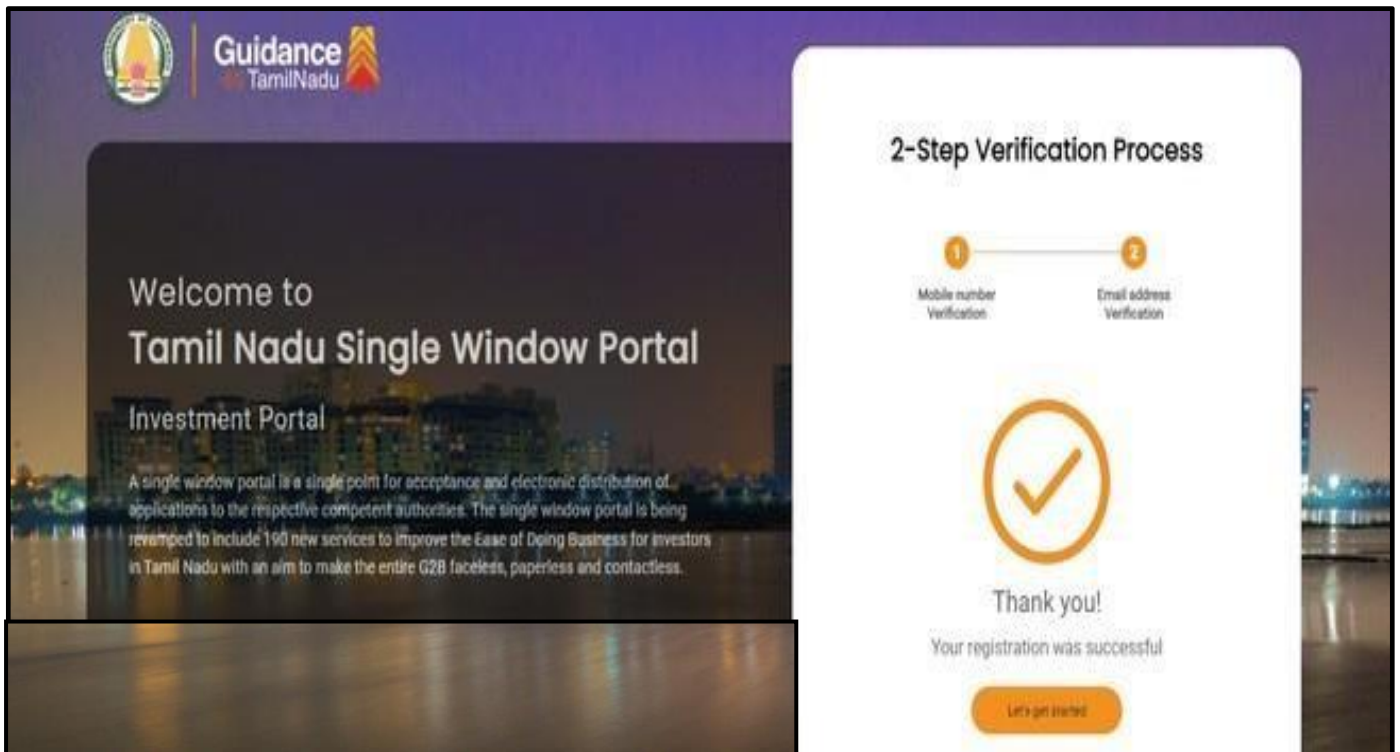 Guidance
TamilNadu
Welcome to
Tamil Nadu Single Window Portal
Investment Portal
A single window portal is a single point for acceptance and electronic distribution of
applications to the respective competent authorities. The single window portal is being
revamped to include 190 new services to improve the Ease of Doing Business for investors
in Tamil Nadu with an aim to make the entire G2B faceless, paperless and contactless.
2-Step Verification Process
1
2
Mobile number
Verification
Email address
Verification
Thank you!
Your registration was successful
Let's get started